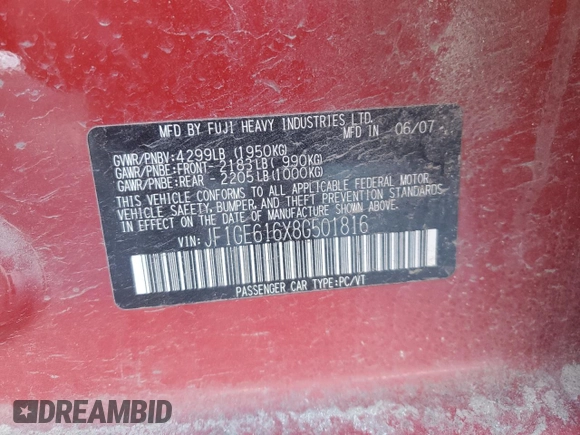 MFD BY FUJI HEAVY INDUSTRIES LTD.
MFD IN 06/07
GVWR/PNBV:4299LB (1950KG)
GAWR/PNBE:FRONT- 2183LB( 990KG)
GAWR/PNBE:REAR - 2205LB(1000KG)
THIS VEHICLE CONFORMS TO ALL APPLICABLE FEDERAL MOTOR
VEHICLE SAFETY, BUMPER, AND THEFT PREVENTION STANDARDS
IN EFFECT ON THE DATE OF MANUFACTURE SHOWN ABOVE.
VIN: JF1GE616X8G501816
PASSENGER CAR TYPE:PC/VT
DREAMBID